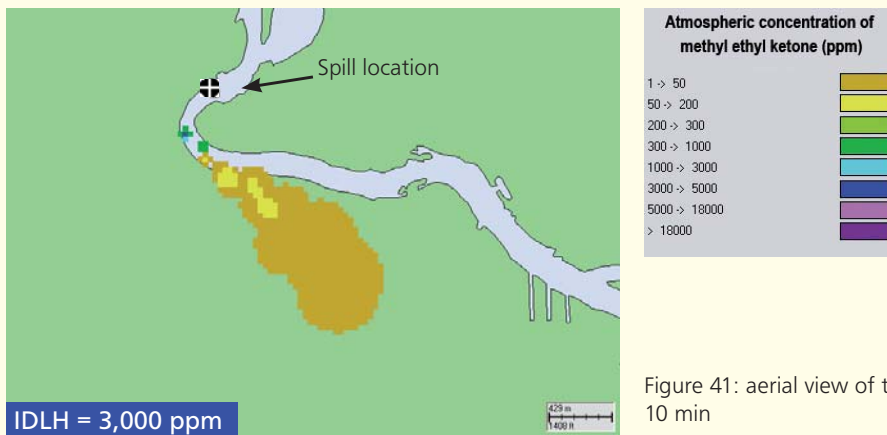 Spill location
IDLH = 3,000 ppm
429 m
1408 ft
Atmospheric concentration of
methyl ethyl ketone (ppm)
1 -> 50
50 -> 200
200 -> 300
300 -> 1000
1000 -> 3000
3000 -> 5000
5000 -> 18000
> 18000
Figure 41: aerial view of t
10 min